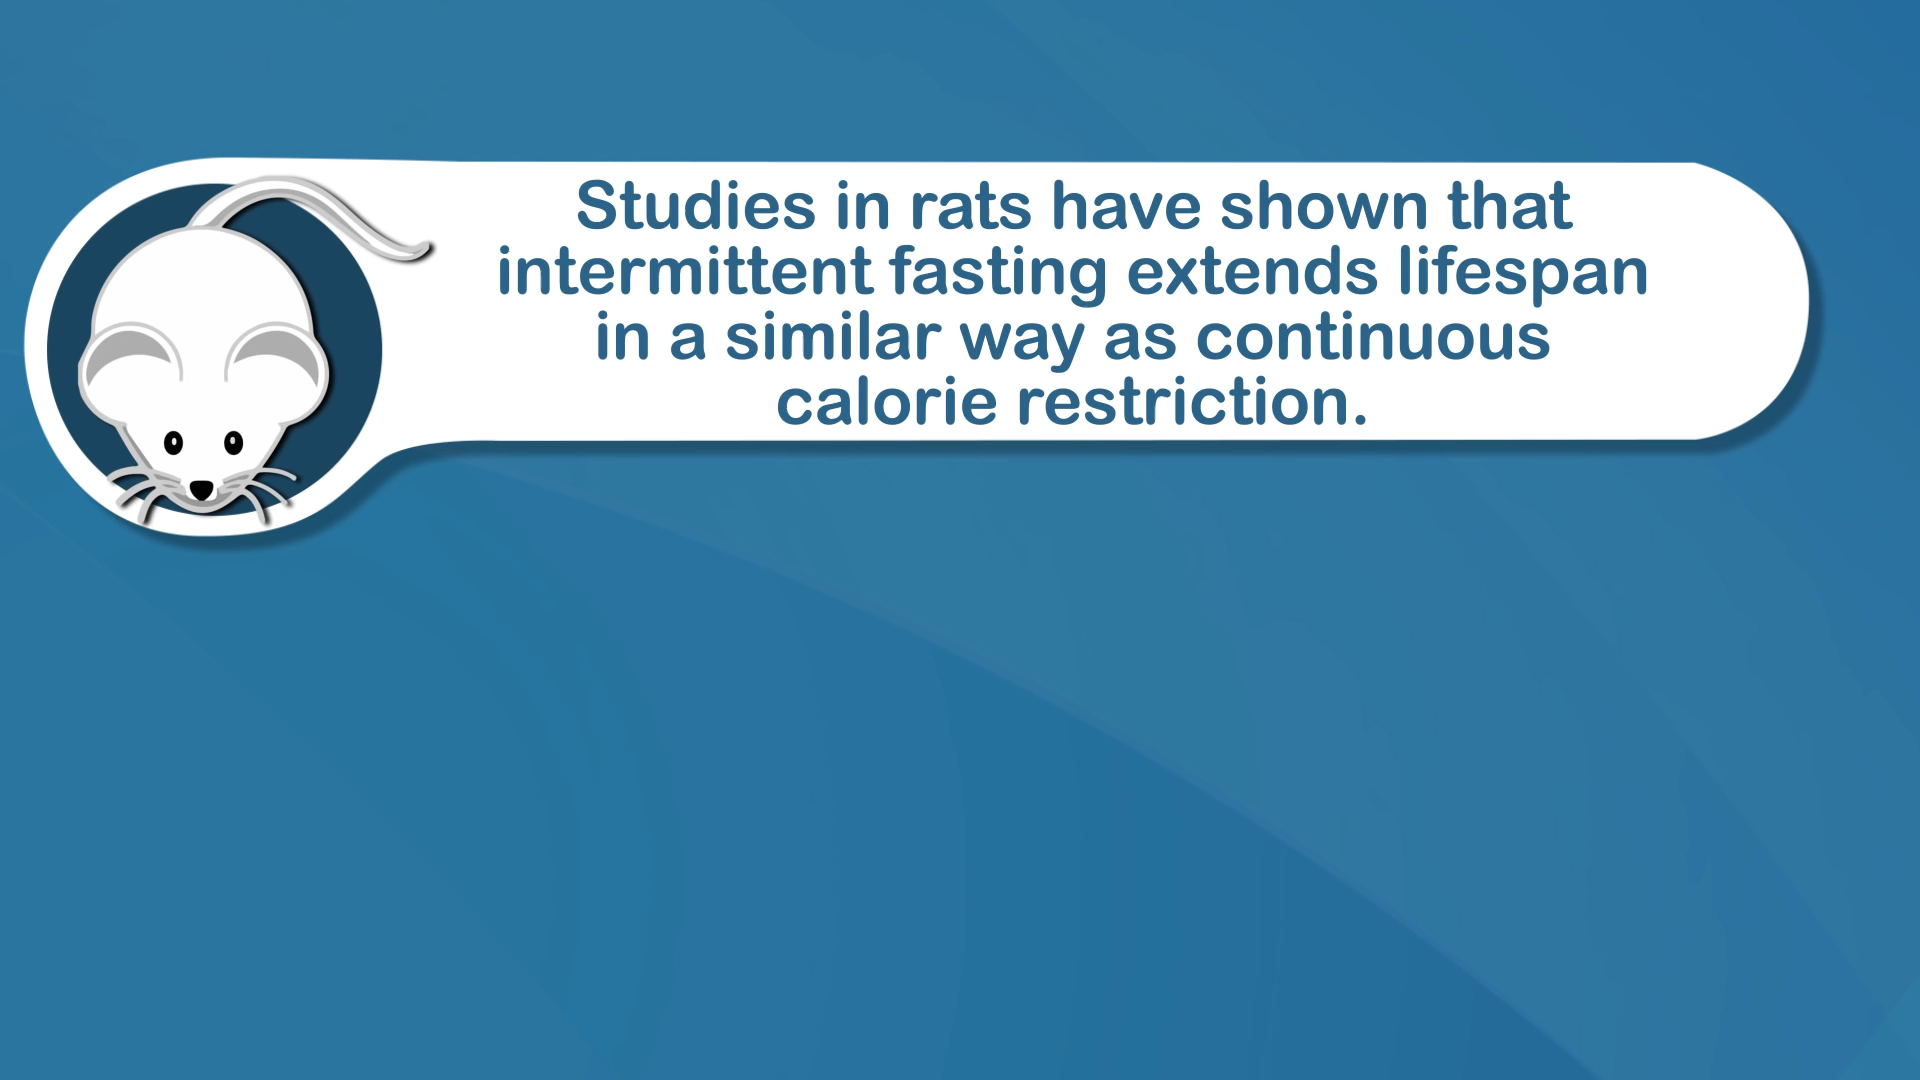 Studies in rats have shown that
intermittent fasting extends lifespan
in a similar way as continuous
calorie restriction.